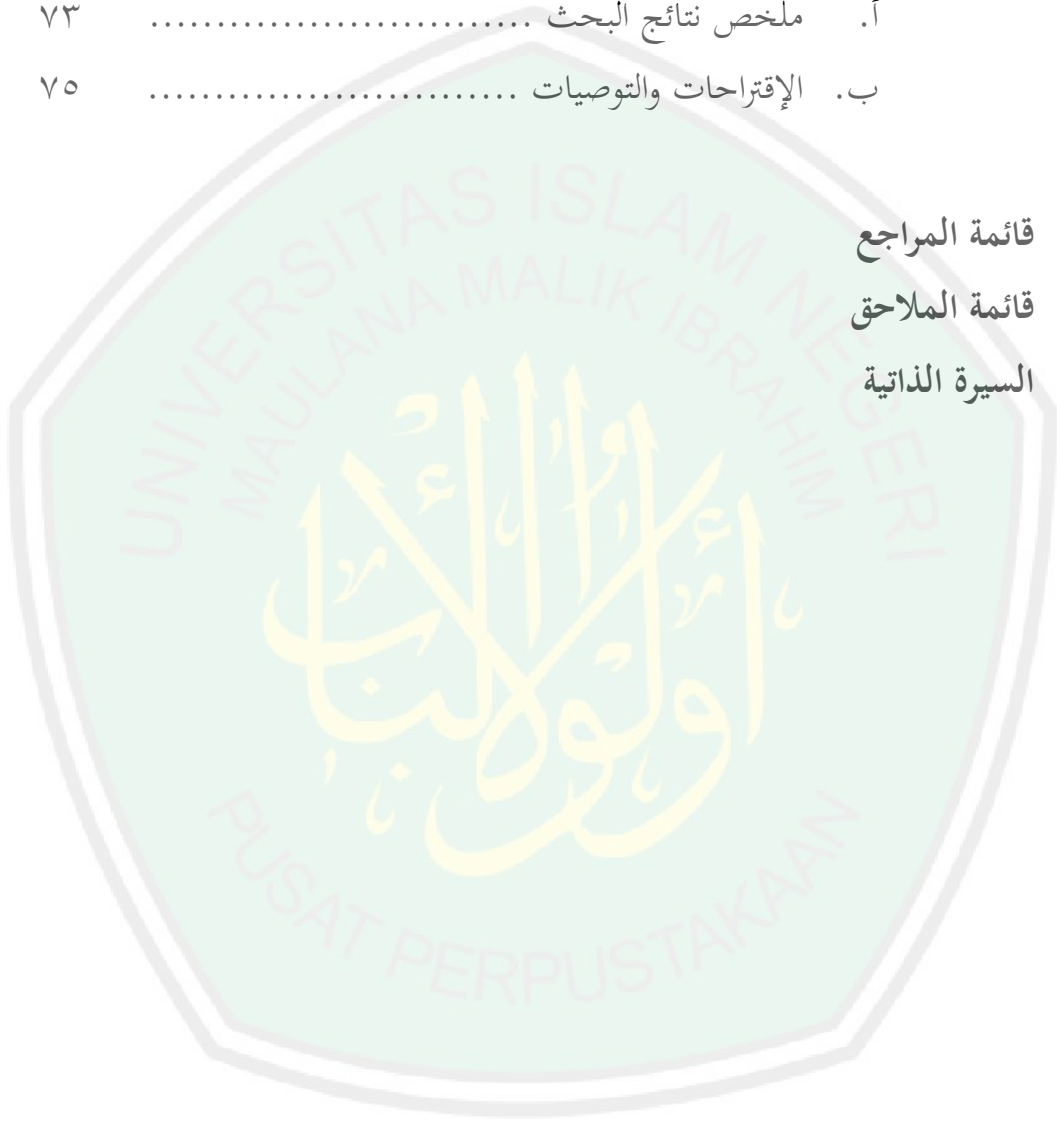 أ. ملخص نتائج البحث ............................ ٧٣
ب. الإقتراحات والتوصيات ............................ ٧٥
قائمة المراجع
قائمة الملاحق
السيرة الذاتية
UNIVERSITAS ISLAM NEGERI
MAULANA MALIK IBRAHIM
أولوا الألباب
PUSAT PERPUSTAKAAN